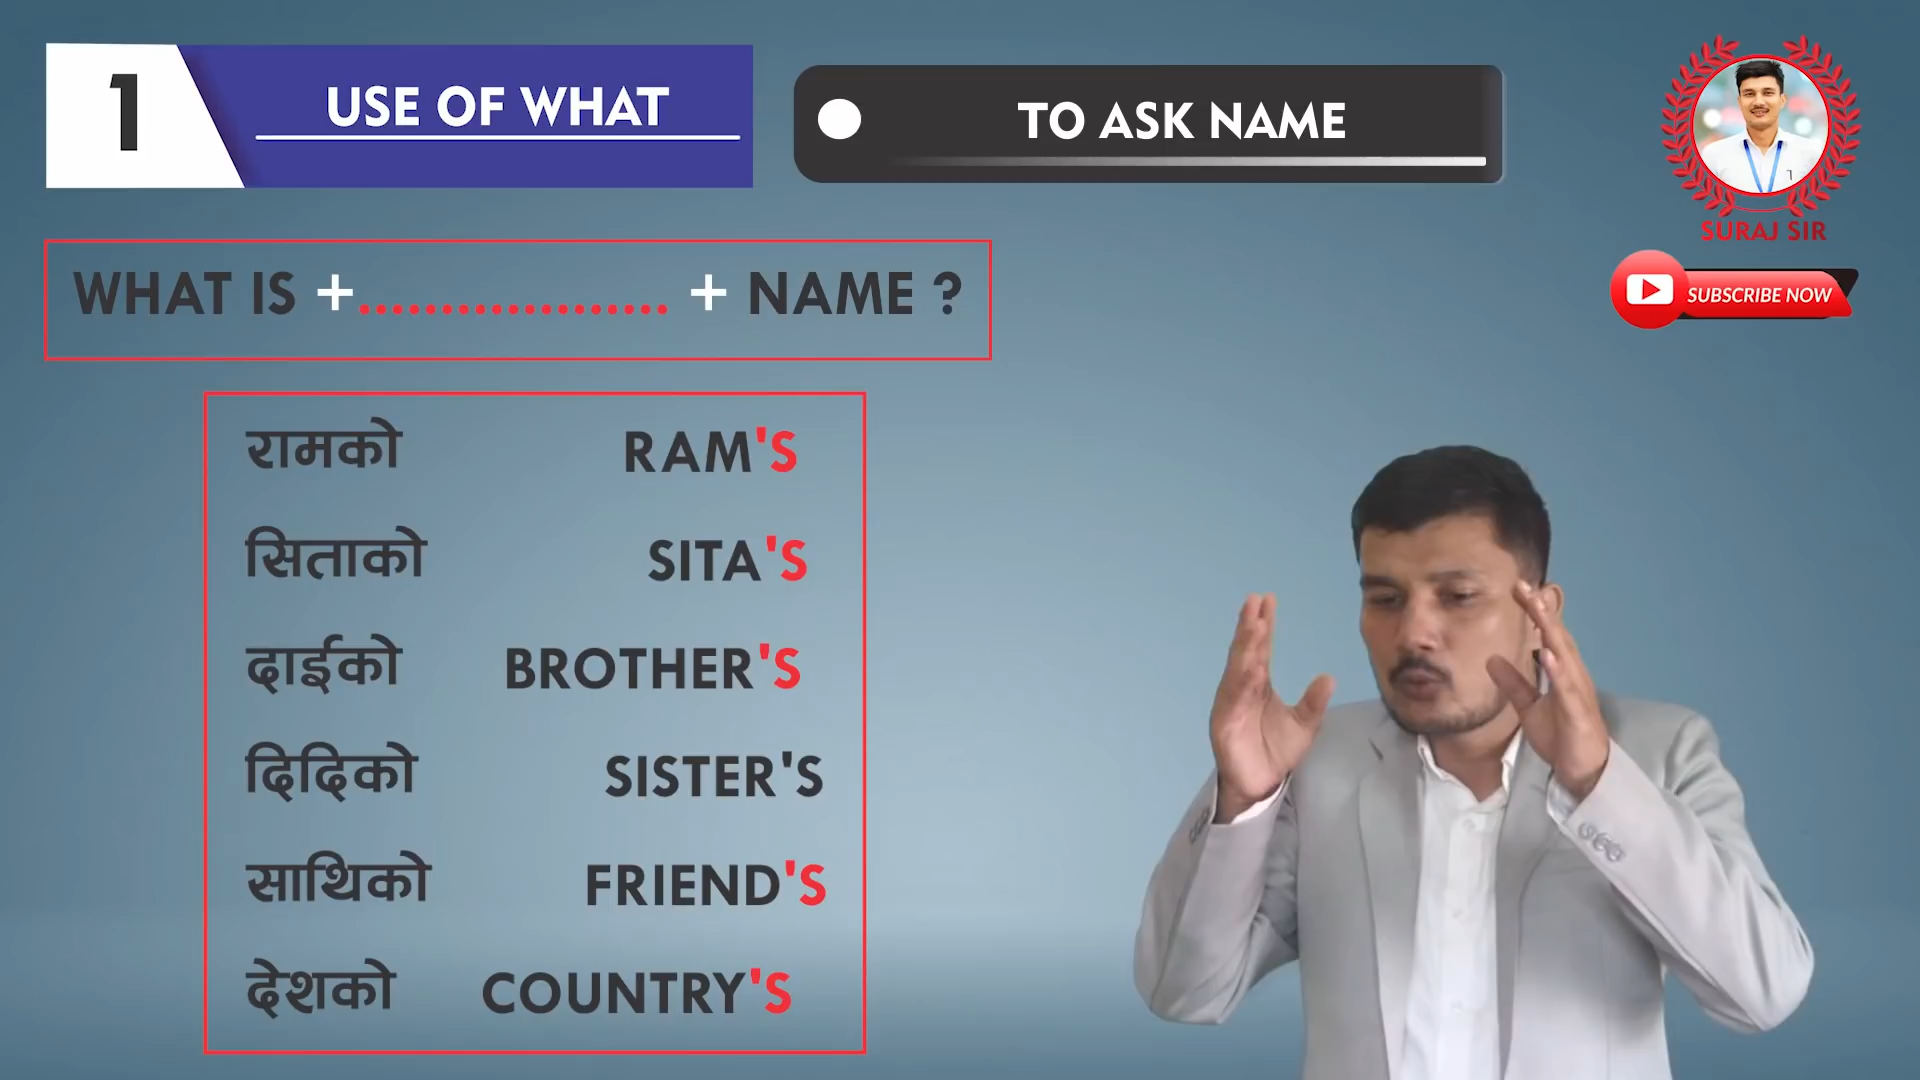 1
USE OF WHAT
TO ASK NAME
SURAJ SIR
SUBSCRIBE NOW
WHAT IS +.................. + NAME ?
रामको RAM'S
सिताको SITA'S
दाईको BROTHER'S
दिदिको SISTER'S
साथिको FRIEND'S
देशको COUNTRY'S